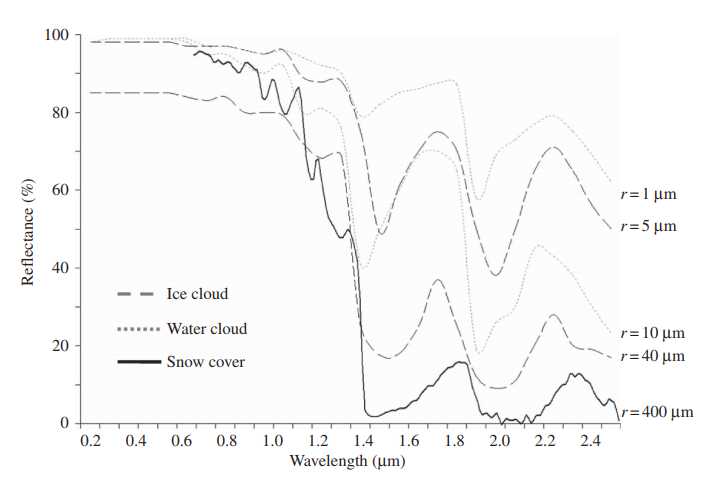 100
80
60
40
20
0
Reflectance (%)
Ice cloud
Water cloud
Snow cover
r = 1 μm
r = 5 μm
r = 10 μm
r = 40 μm
r = 400 μm
0.2 0.4 0.6 0.8 1.0 1.2 1.4 1.6 1.8 2.0 2.2 2.4
Wavelength (μm)